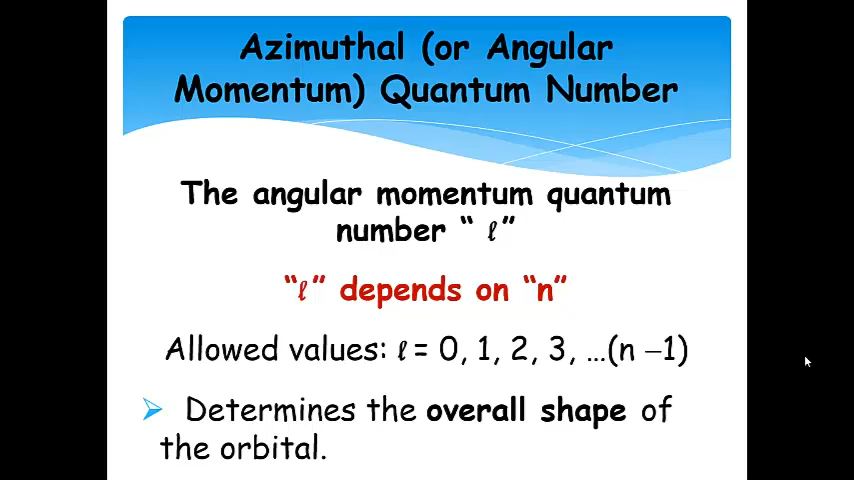 Azimuthal (or Angular
Momentum) Quantum Number
The angular momentum quantum
number “ ℓ”
“ℓ” depends on “n”
Allowed values: ℓ = 0, 1, 2, 3, …(n –1)
➢ Determines the overall shape of
the orbital.